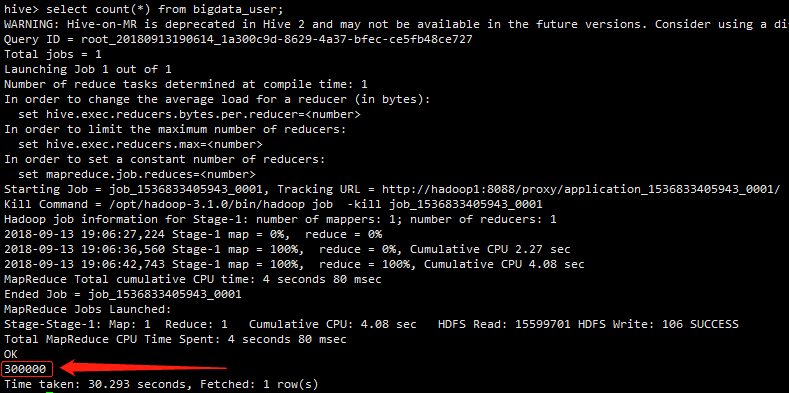 hive> select count(*) from bigdata_user;
WARNING: Hive-on-MR is deprecated in Hive 2 and may not be available in the future versions. Consider using a di
Query ID = root_20180913190614_1a300c9d-8629-4a37-bfec-ce5fb48ce727
Total jobs = 1
Launching Job 1 out of 1
Number of reduce tasks determined at compile time: 1
In order to change the average load for a reducer (in bytes):
  set hive.exec.reducers.bytes.per.reducer=<number>
In order to limit the maximum number of reducers:
  set hive.exec.reducers.max=<number>
In order to set a constant number of reducers:
  set mapreduce.job.reduces=<number>
Starting Job = job_1536833405943_0001, Tracking URL = http://hadoop1:8088/proxy/application_1536833405943_0001/
Kill Command = /opt/hadoop-3.1.0/bin/hadoop job  -kill job_1536833405943_0001
Hadoop job information for Stage-1: number of mappers: 1; number of reducers: 1
2018-09-13 19:06:27,224 Stage-1 map = 0%,  reduce = 0%
2018-09-13 19:06:36,560 Stage-1 map = 100%,  reduce = 0%, Cumulative CPU 2.27 sec
2018-09-13 19:06:42,743 Stage-1 map = 100%,  reduce = 100%, Cumulative CPU 4.08 sec
MapReduce Total cumulative CPU time: 4 seconds 80 msec
Ended Job = job_1536833405943_0001
MapReduce Jobs Launched:
Stage-Stage-1: Map: 1  Reduce: 1   Cumulative CPU: 4.08 sec   HDFS Read: 15599701 HDFS Write: 106 SUCCESS
Total MapReduce CPU Time Spent: 4 seconds 80 msec
OK
300000
Time taken: 30.293 seconds, Fetched: 1 row(s)